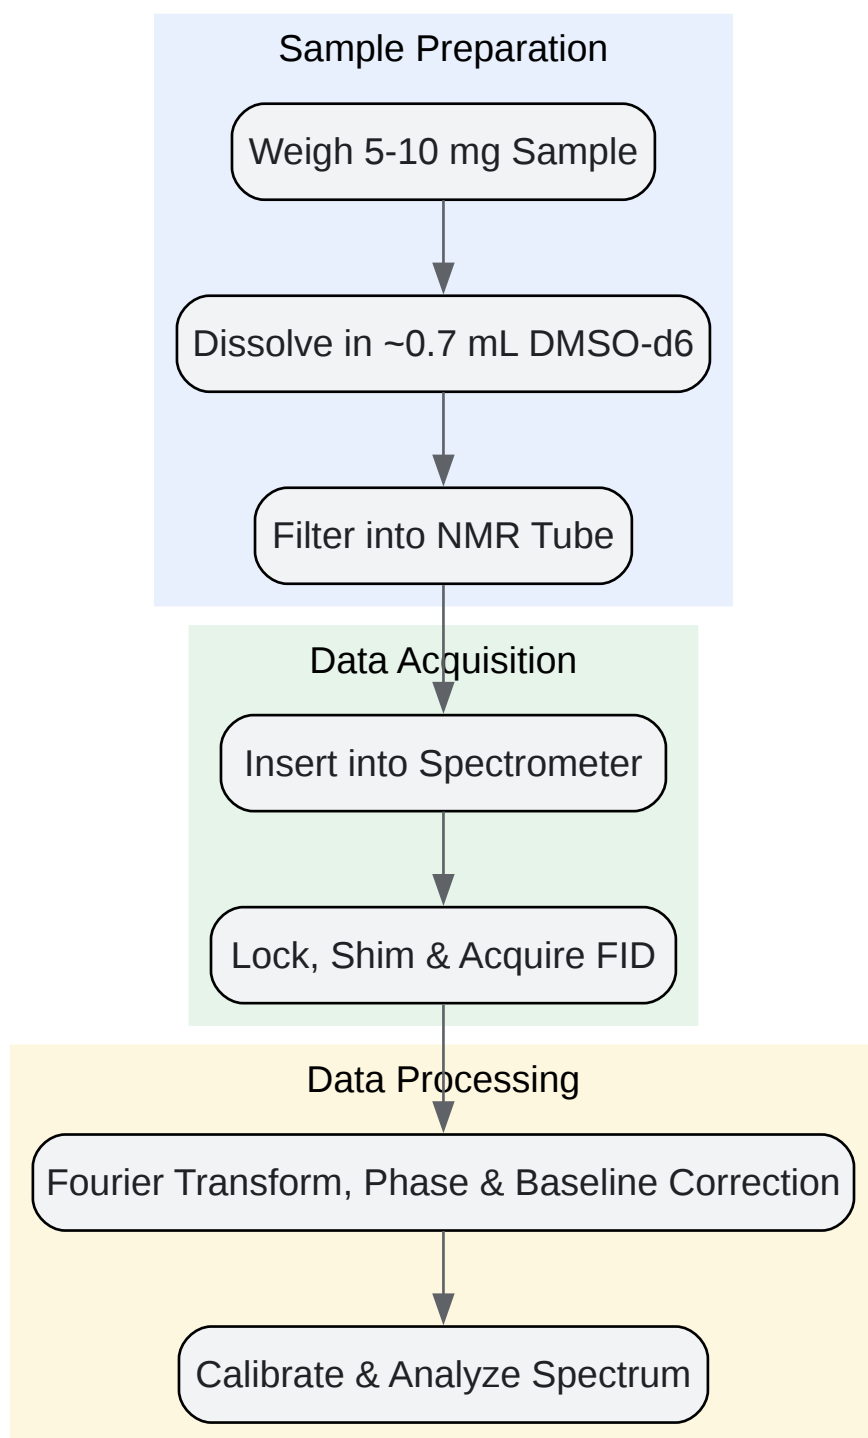 Sample Preparation
Weigh 5-10 mg Sample
Dissolve in ~0.7 mL DMSO-d6
Filter into NMR Tube
Data Acquisition
Insert into Spectrometer
Lock, Shim & Acquire FID
Data Processing
Fourier Transform, Phase & Baseline Correction
Calibrate & Analyze Spectrum